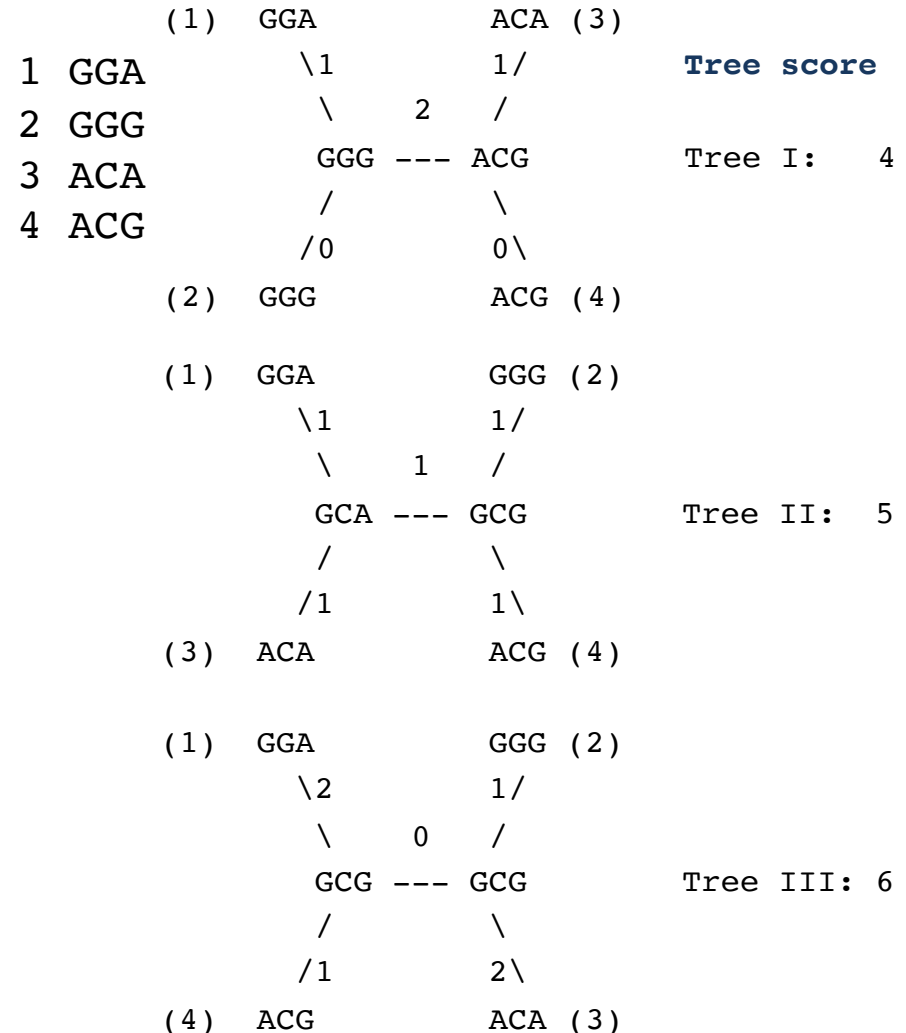 (1) GGA ACA (3)
1 GGA \1 1/ Tree score
2 GGG \ 2 /
GGG --- ACG Tree I: 4
3 ACA / \
4 ACG /0 0\
(2) GGG ACG (4)
(1) GGA GGG (2)
\1 1/
\ 1 /
GCA --- GCG Tree II: 5
/ \
/1 1\
(3) ACA ACG (4)
(1) GGA GGG (2)
\2 1/
\ 0 /
GCG --- GCG Tree III: 6
/ \
/1 2\
(4) ACG ACA (3)